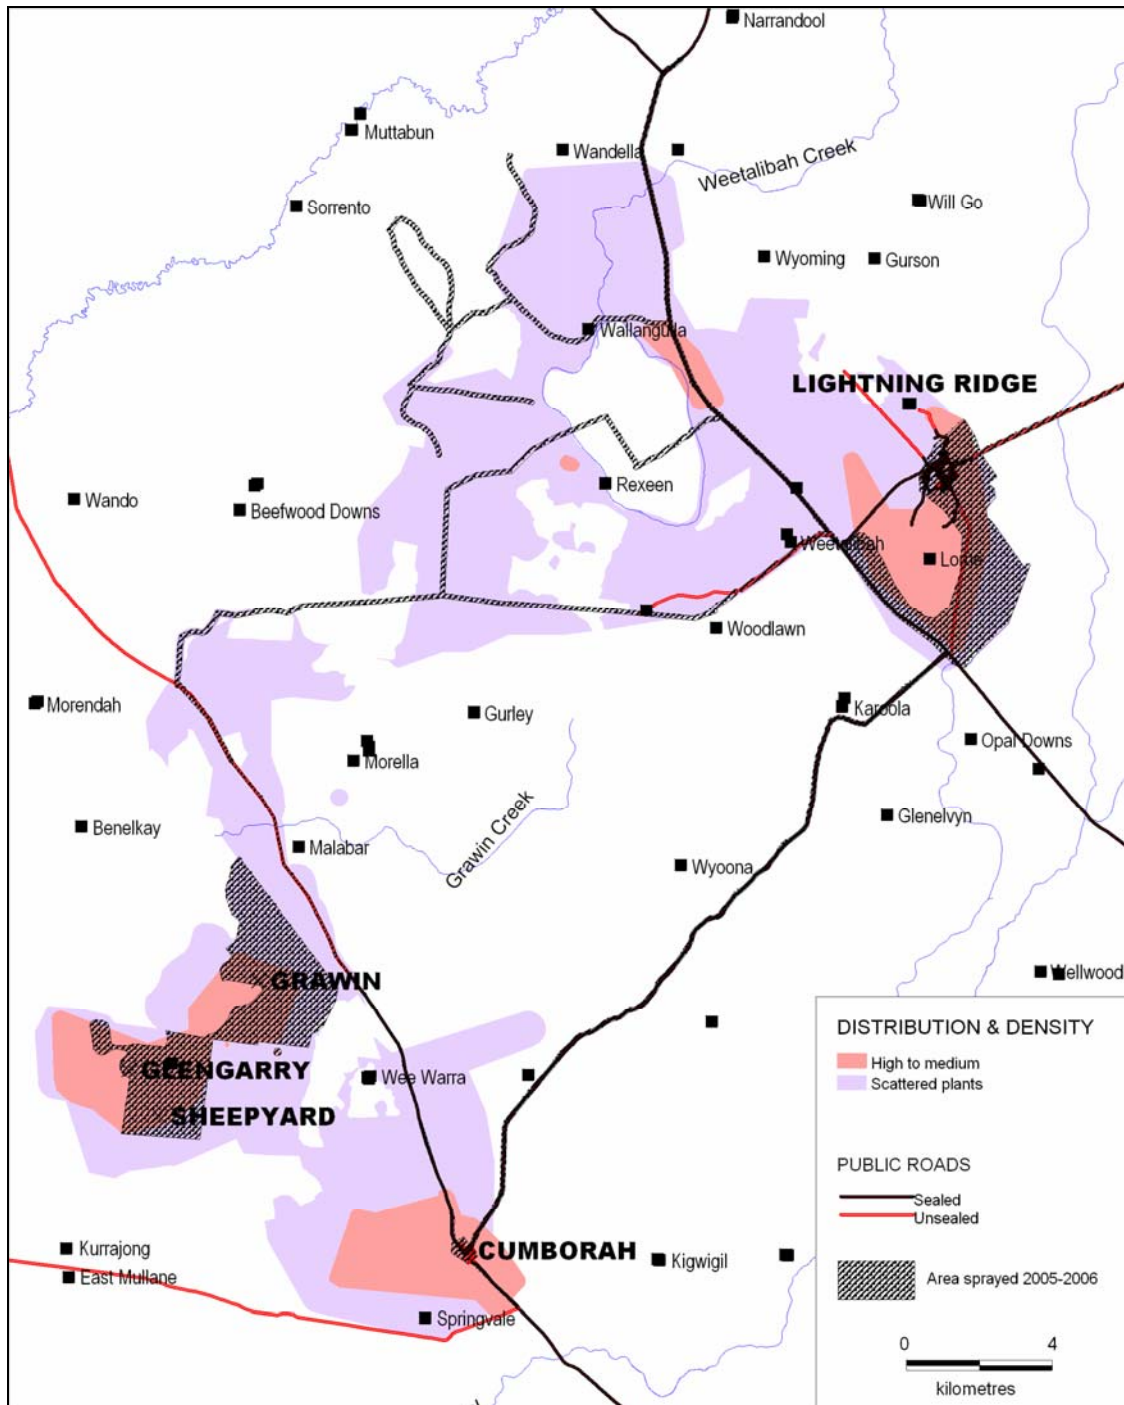 Narrandool
Muttabun
Wandella
Weetalibah Creek
Sorrento
Will Go
Wyoming
Gurson
Wallangulla
LIGHTNING RIDGE
Wando
Beefwood Downs
Rexeen
Weetalibah
Lorne
Woodlawn
Morendah
Gurley
Karoola
Opal Downs
Morella
Benelkay
Malabar
Grawin Creek
Glenelvyn
Wyoona
GRAWIN
Wellwood
GLENGARRY
Wee Warra
SHEEPYARD
Kurrajong
East Mullane
CUMBORAH
Kigwigil
Springvale
DISTRIBUTION & DENSITY
High to medium
Scattered plants
PUBLIC ROADS
Sealed
Unsealed
Area sprayed 2005-2006
0 4
kilometres